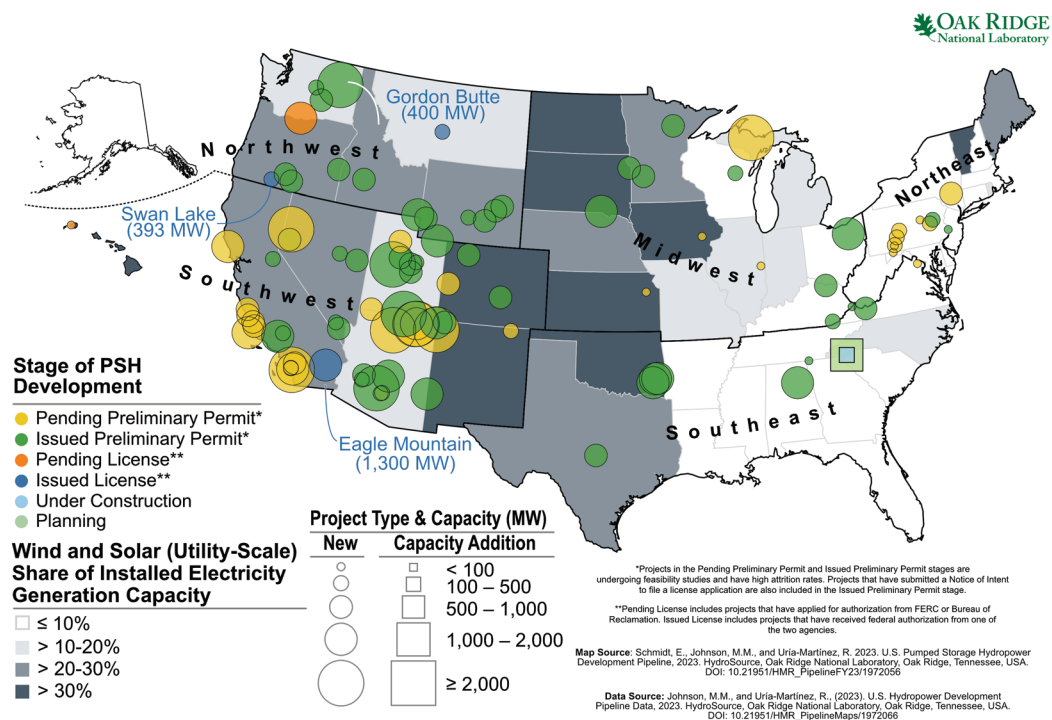 OAK RIDGE
National Laboratory
Gordon Butte
(400 MW)
Northwest
Northeast
Swan Lake
(393 MW)
Midwest
Southwest
Stage of PSH
Development
Pending Preliminary Permit*
Issued Preliminary Permit*
Pending License**
Issued License**
Under Construction
Planning
Southeast
Eagle Mountain
(1,300 MW)
Wind and Solar (Utility-Scale)
Share of Installed Electricity
Generation Capacity
≤ 10%
> 10-20%
> 20-30%
> 30%
Project Type & Capacity (MW)
New
Capacity Addition
< 100
100 – 500
500 – 1,000
1,000 – 2,000
≥ 2,000
*Projects in the Pending Preliminary Permit and Issued Preliminary Permit stages are
undergoing feasibility studies and have high attrition rates. Projects that have submitted a Notice of Intent
to file a license application are also included in the Issued Preliminary Permit stage.
**Pending License includes projects that have applied for authorization from FERC or Bureau of
Reclamation. Issued License includes projects that have received federal authorization from one of
the two agencies.
Map Source: Schmidt, E., Johnson, M.M., and Uría-Martínez, R. 2023. U.S. Pumped Storage Hydropower
Development Pipeline, 2023. HydroSource, Oak Ridge National Laboratory, Oak Ridge, Tennessee, USA.
DOI: 10.21951/HMR_PipelineFY23/1972056
Data Source: Johnson, M.M., and Uría-Martínez, R., (2023). U.S. Hydropower Development
Pipeline Data, 2023. HydroSource, Oak Ridge National Laboratory, Oak Ridge, Tennessee, USA.
DOI: 10.21951/HMR_PipelineMaps/1972066